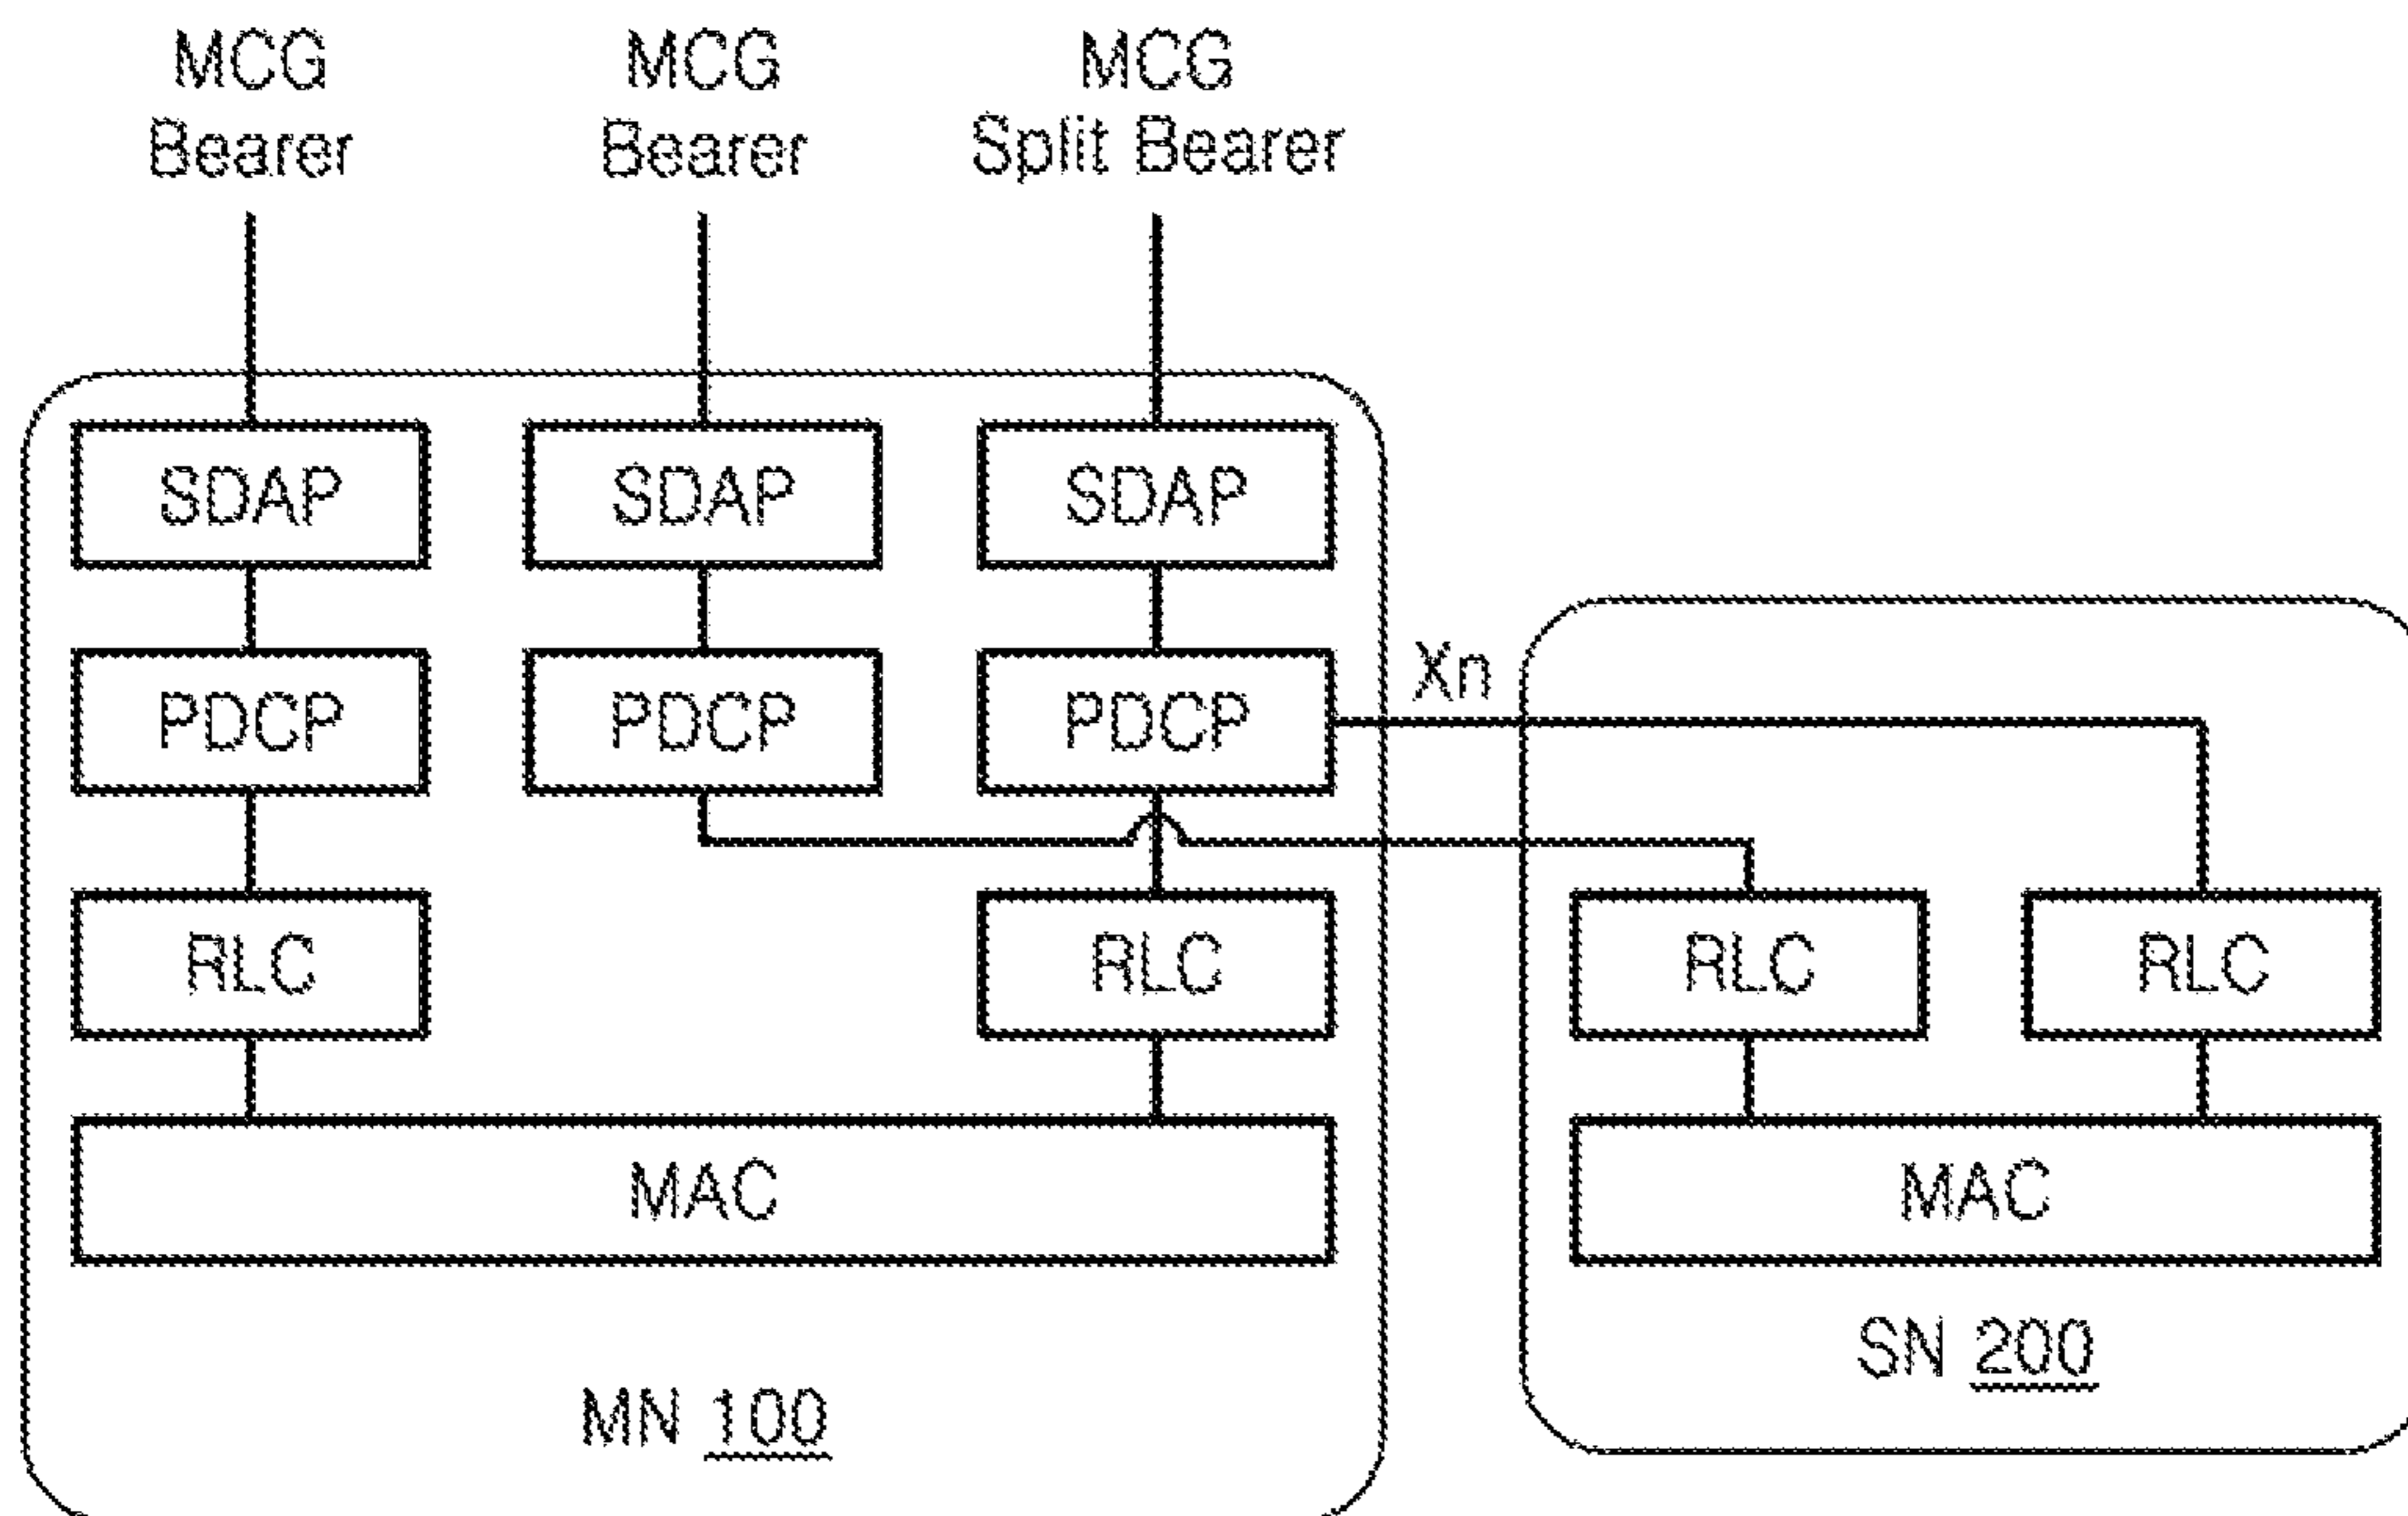 MCG
Bearer
MCG
Bearer
MCG
Split Bearer
SDAP
SDAP
SDAP
PDCP
PDCP
PDCP
Xn
RLC
RLC
RLC
RLC
MAC
MAC
MN 100
SN 200